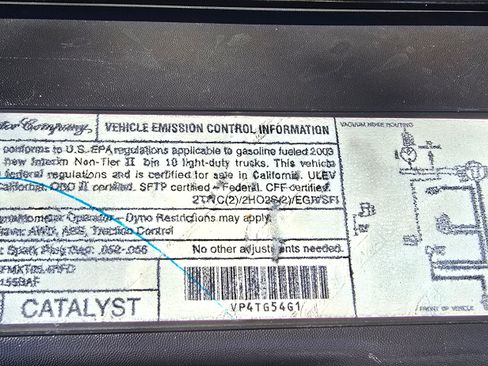 Company,
VEHICLE EMISSION CONTROL INFORMATION
conforms to U.S. EPA regulations applicable to gasoline fueled 2003
new Interim Non-Tier II bin 10 light-duty trucks. This vehicle
federal regulations and is certified for sale in California. ULEV
California. OBD II certified. SFTP certified - Federal. CFF certified.
2TWC(2)/2HO2S(2)/EGR/SFI
Operator - Dyno Restrictions may apply.
AWD, ABS, Traction Control
Spark Plug Gap: .052-.056
No other adjustments needed.
CATALYST
VP4TG54G1
VACUUM HOSE ROUTING
FRONT OF VEHICLE